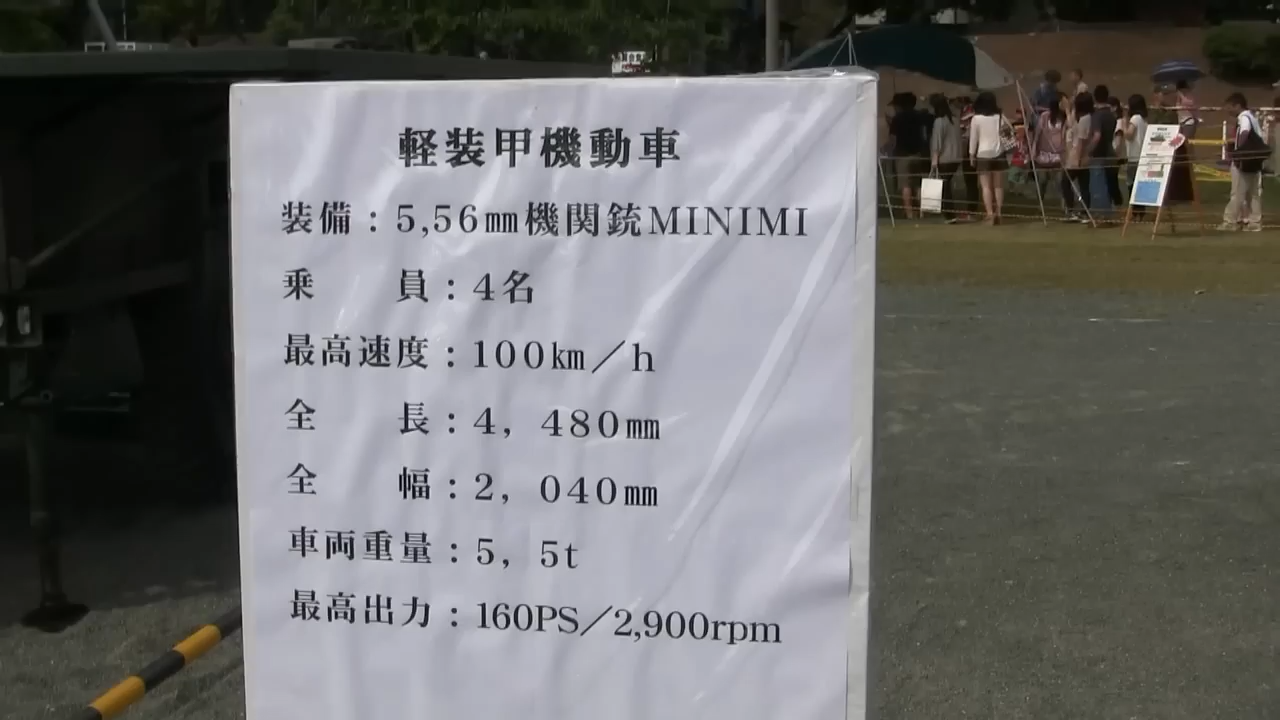 軽装甲機動車
装備：5,56㎜機関銃MINIMI
乗　　員：4名
最高速度：100㎞／h
全　　長：4，480㎜
全　　幅：2，040㎜
車両重量：5，5t
最高出力：160PS／2,900rpm